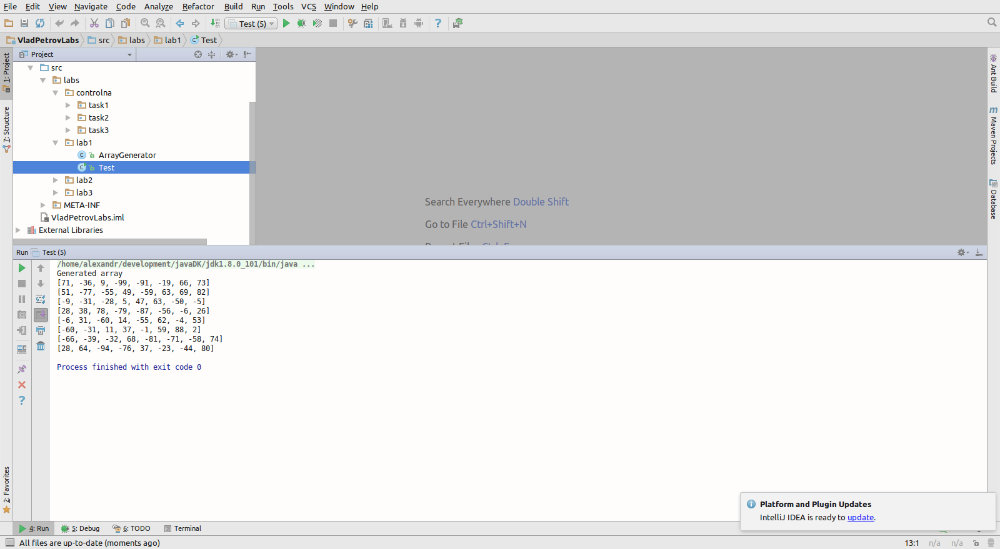 File Edit View Navigate Code Analyze Refactor Build Run Tools VCS Window Help
Test (5)
VladPetrovLabs src labs lab1 Test
1: Project
Project
src
labs
controlna
task1
task2
task3
lab1
ArrayGenerator
Test
lab2
lab3
META-INF
VladPetrovLabs.iml
External Libraries
7: Structure
2: Favorites
Search Everywhere Double Shift
Go to File Ctrl+Shift+N
Ant Build
Maven Projects
Database
Run Test (5)
/home/alexandr/development/javaDK/jdk1.8.0_101/bin/java ...
Generated array
[71, -36, 9, -99, -91, -19, 66, 73]
[51, -77, -55, 49, -59, 63, 69, 82]
[-9, -31, -28, 5, 47, 63, -50, -5]
[28, 38, 78, -79, -87, -56, -6, 26]
[-6, 31, -60, 14, -55, 62, -4, 53]
[-60, -31, 11, 37, -1, 59, 88, 2]
[-66, -39, -32, 68, -81, -71, -58, 74]
[28, 64, -94, -76, 37, -23, -44, 80]
Process finished with exit code 0
Platform and Plugin Updates
IntelliJ IDEA is ready to update.
4: Run 5: Debug 6: TODO Terminal
All files are up-to-date (moments ago)
13:1 n/a n/a